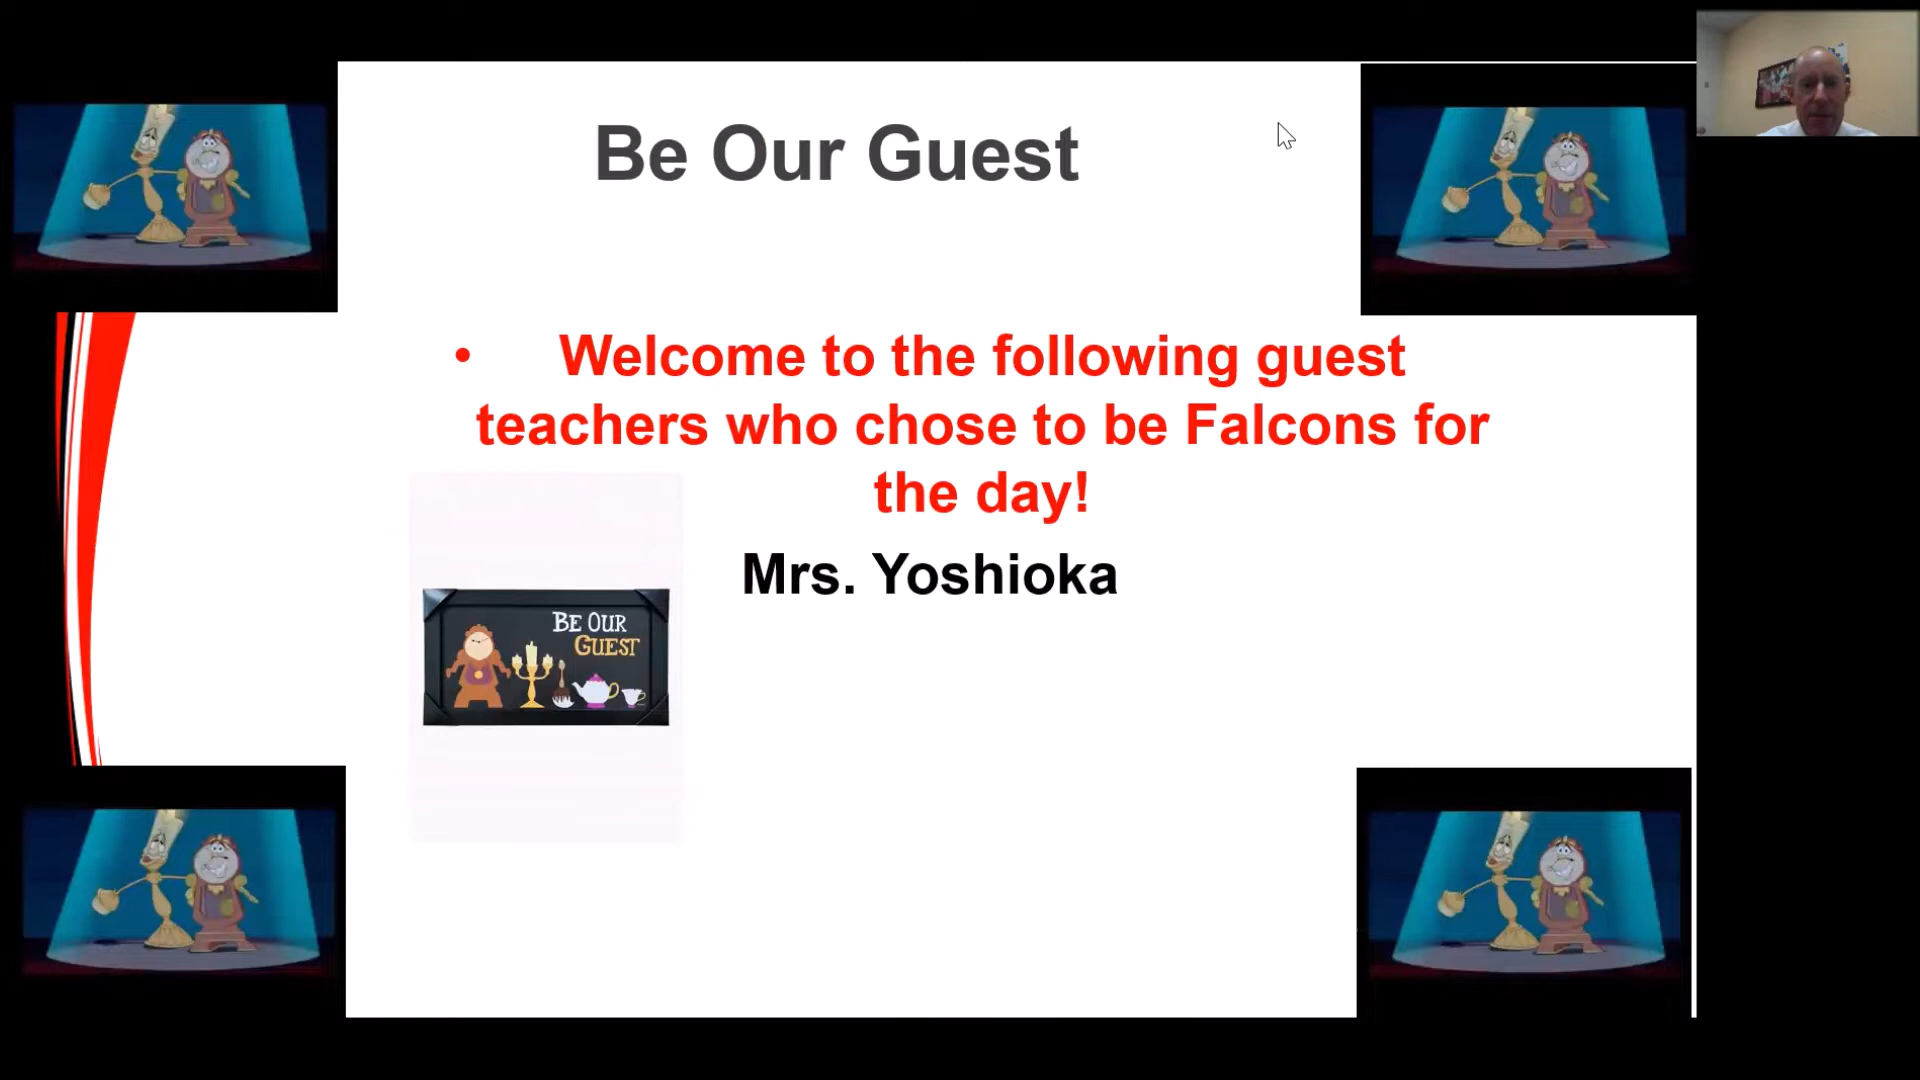 Be Our Guest
• Welcome to the following guest
teachers who chose to be Falcons for
the day!
Mrs. Yoshioka
BE OUR
GUEST